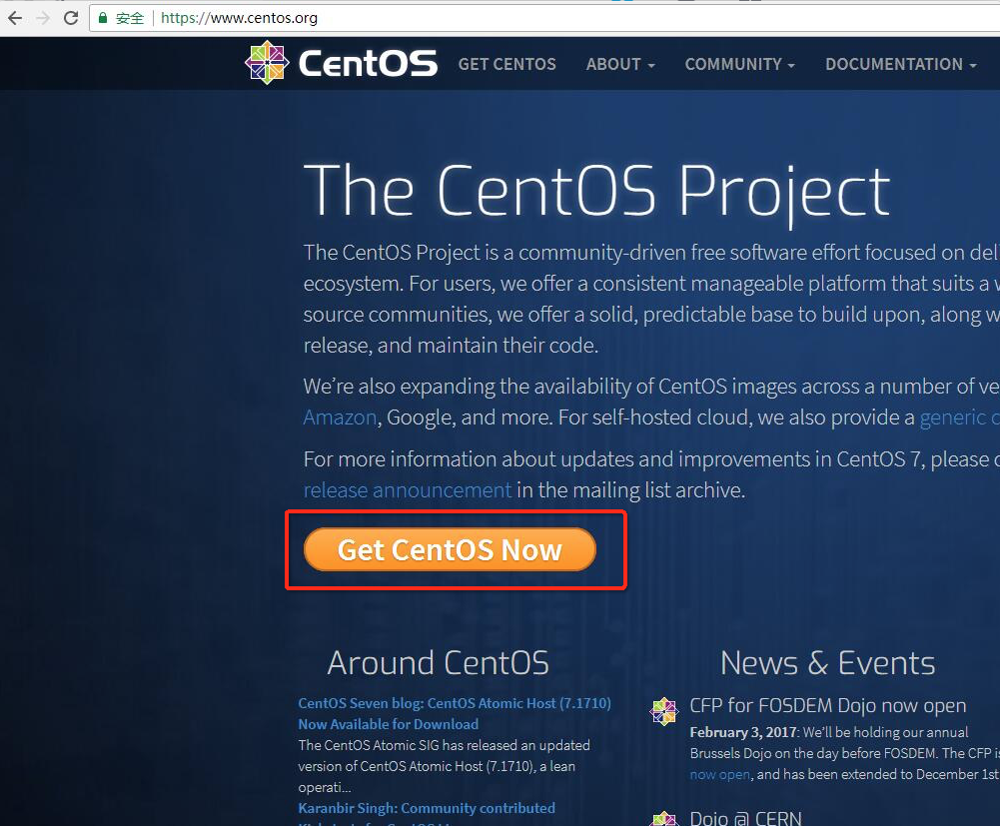 安全 https://www.centos.org
CentOS GET CENTOS ABOUT COMMUNITY DOCUMENTATION
The CentOS Project
The CentOS Project is a community-driven free software effort focused on del
ecosystem. For users, we offer a consistent manageable platform that suits a
source communities, we offer a solid, predictable base to build upon, along
release, and maintain their code.
We're also expanding the availability of CentOS images across a number of ve
Amazon, Google, and more. For self-hosted cloud, we also provide a generic
For more information about updates and improvements in CentOS 7, please
release announcement in the mailing list archive.
Get CentOS Now
Around CentOS
CentOS Seven blog: CentOS Atomic Host (7.1710)
Now Available for Download
The CentOS Atomic SIG has released an updated
version of CentOS Atomic Host (7.1710), a lean
operati...
Karanbir Singh: Community contributed
News & Events
CFP for FOSDEM Dojo now open
February 3, 2017: We'll be holding our annual
Brussels Dojo on the day before FOSDEM. The CFP is
now open, and has been extended to December 1st
Dojo @ CERN